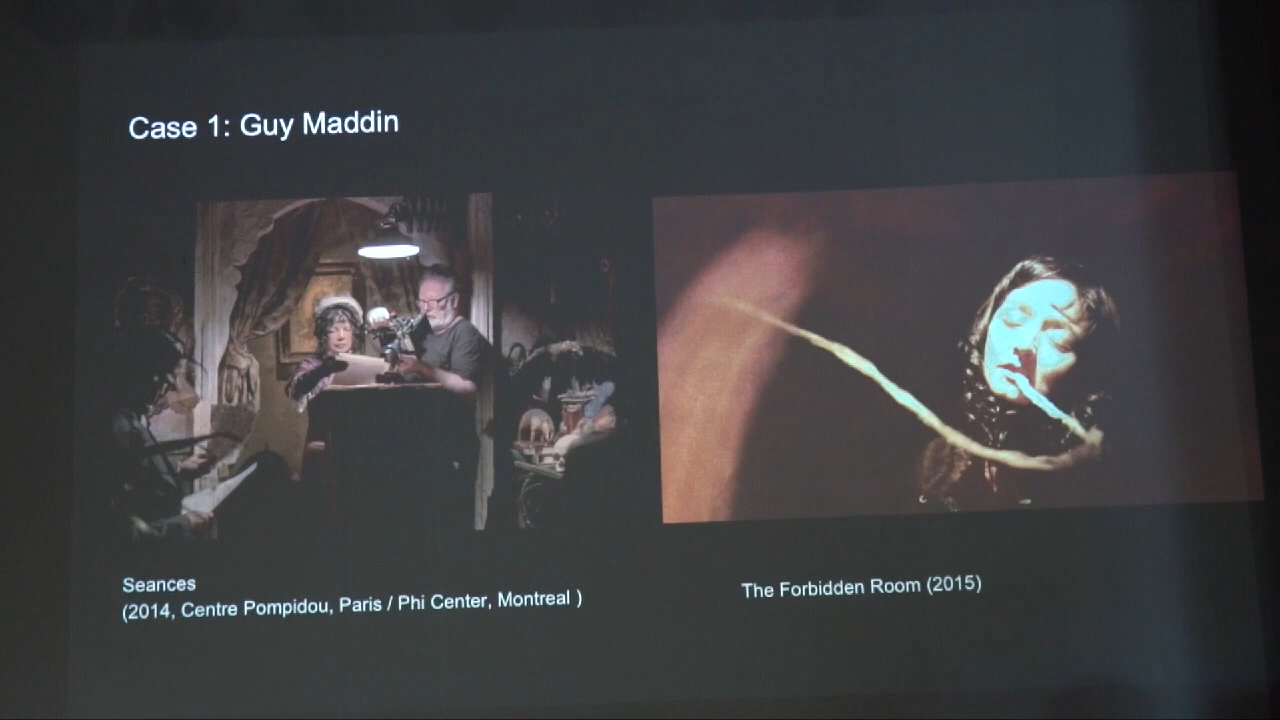 Case 1: Guy Maddin
Seances
(2014, Centre Pompidou, Paris / Phi Center, Montreal )
The Forbidden Room (2015)